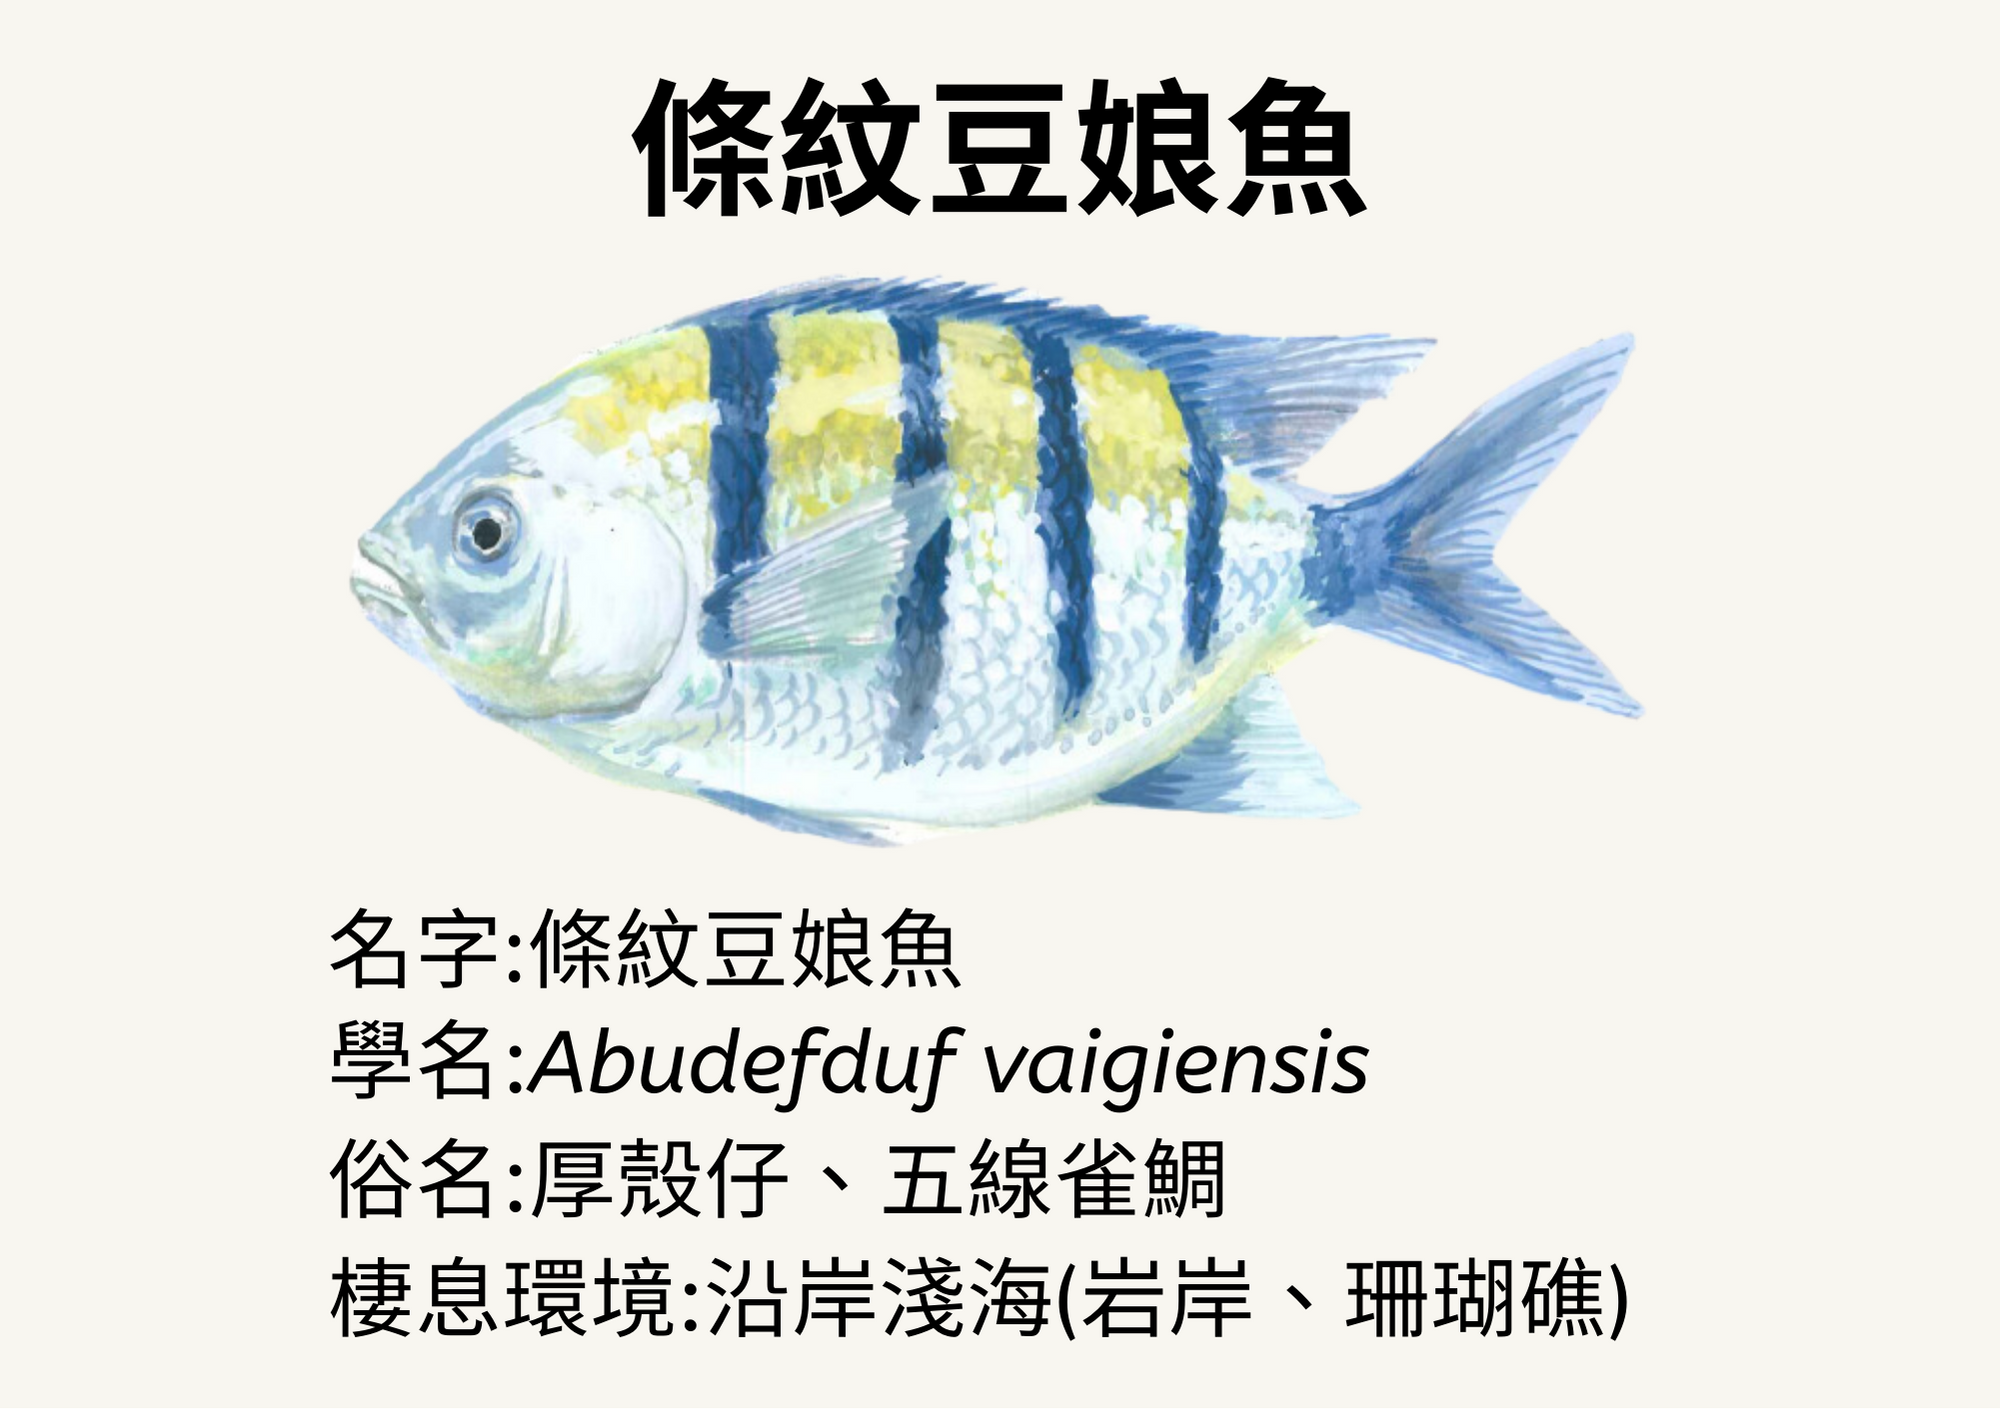 條紋豆娘魚
名字:條紋豆娘魚
學名:Abudefduf vaigiensis
俗名:厚殼仔、五線雀鯛
棲息環境:沿岸淺海(岩岸、珊瑚礁)